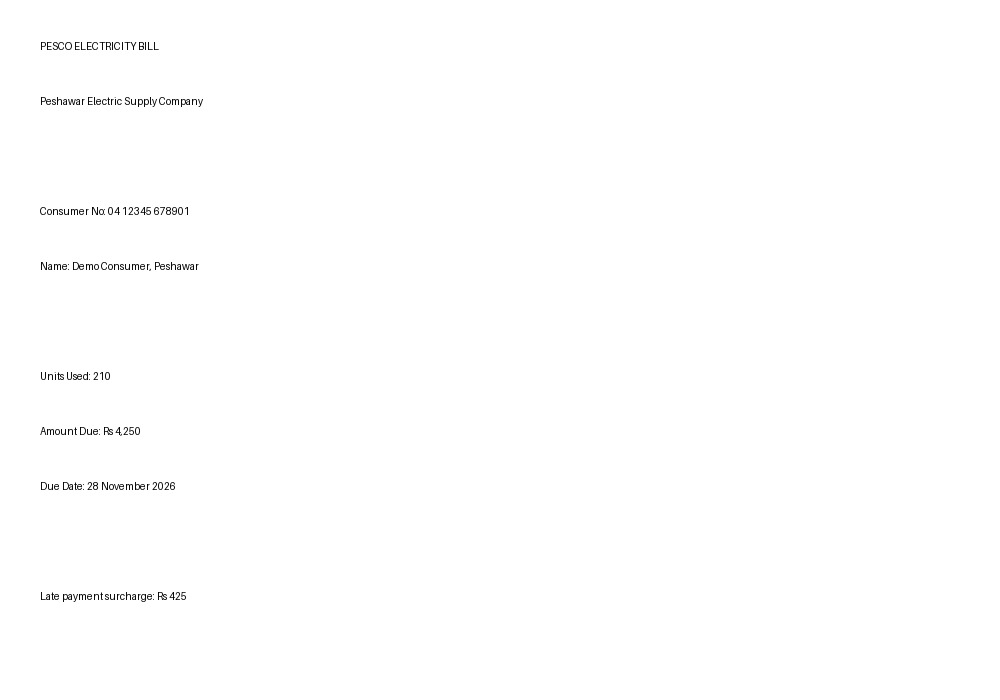 PESCO ELECTRICITY BILL
Peshawar Electric Supply Company
Consumer No: 04 12345 678901
Name: Demo Consumer, Peshawar
Units Used: 210
Amount Due: Rs 4,250
Due Date: 28 November 2026
Late payment surcharge: Rs 425